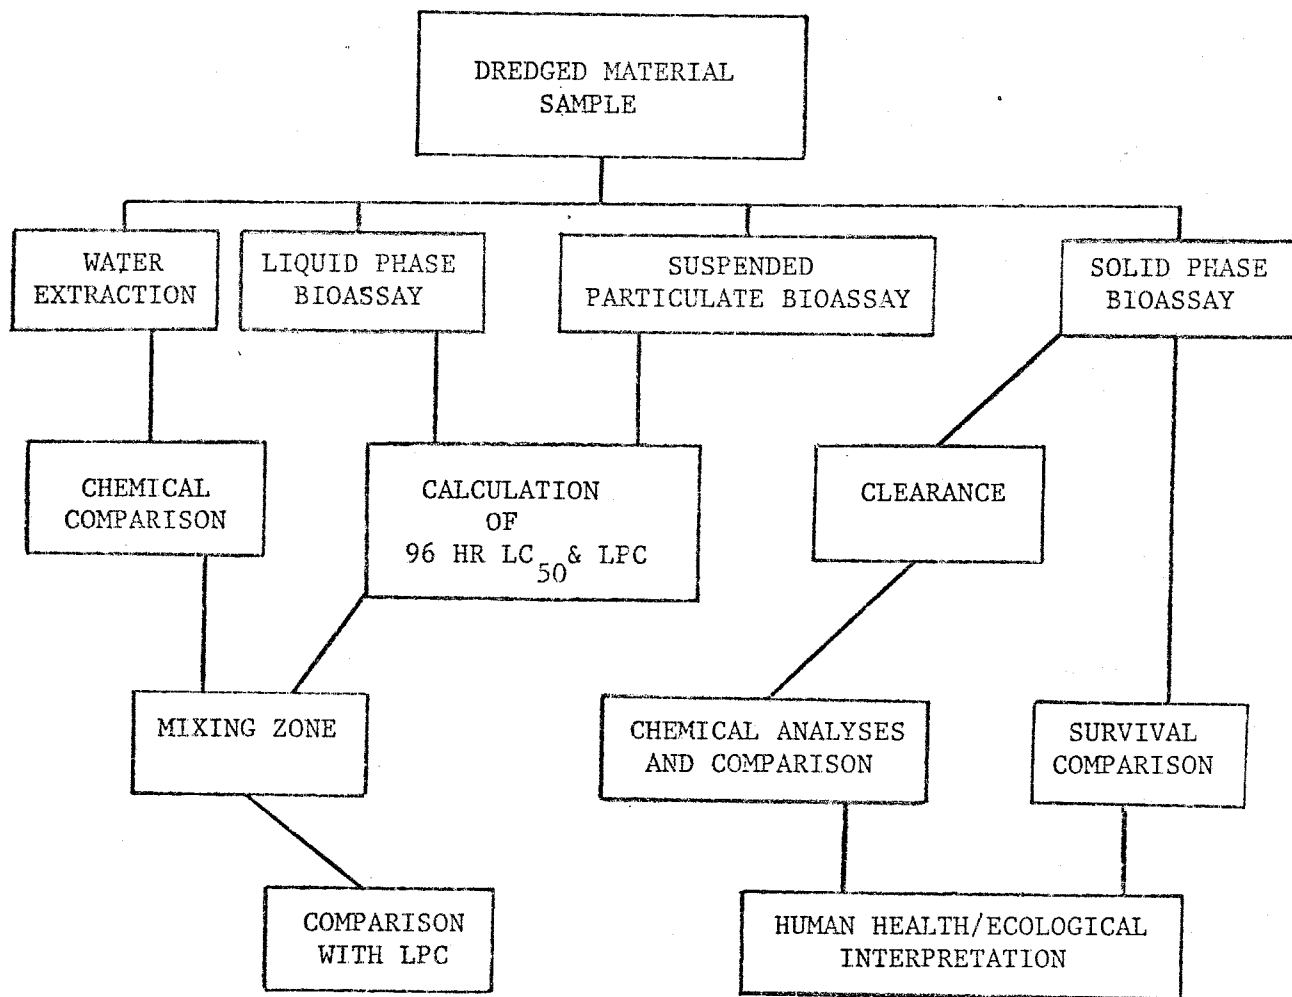 DREDGED MATERIAL
SAMPLE
WATER
EXTRACTION
LIQUID PHASE
BIOASSAY
SUSPENDED
PARTICULATE BIOASSAY
SOLID PHASE
BIOASSAY
CHEMICAL
COMPARISON
CALCULATION
OF
96 HR LC50 & LPC
CLEARANCE
MIXING ZONE
CHEMICAL ANALYSES
AND COMPARISON
SURVIVAL
COMPARISON
COMPARISON
WITH LPC
HUMAN HEALTH/ECOLOGICAL
INTERPRETATION